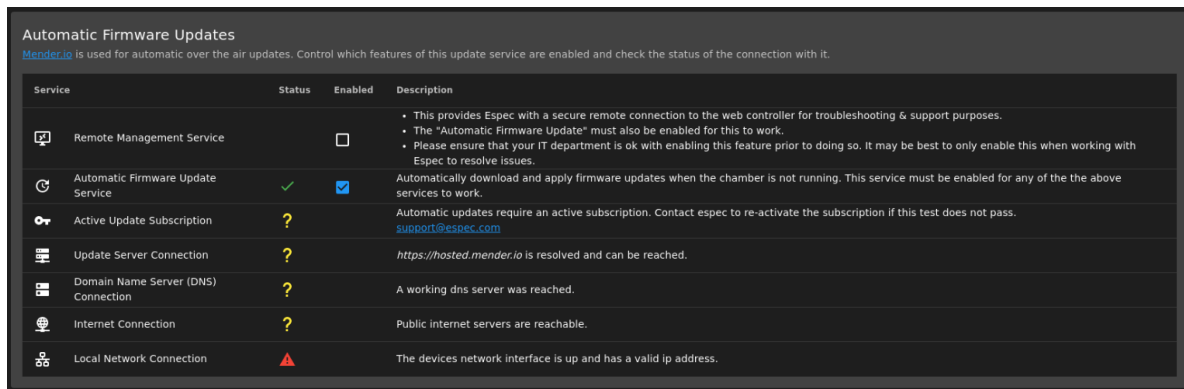 Automatic Firmware Updates
Mender.io is used for automatic over the air updates. Control which features of this update service are enabled and check the status of the connection with it.
Service Status Enabled Description
Remote Management Service
• This provides Espec with a secure remote connection to the web controller for troubleshooting & support purposes.
• The "Automatic Firmware Update" must also be enabled for this to work.
• Please ensure that your IT department is ok with enabling this feature prior to doing so. It may be best to only enable this when working with
Espec to resolve issues.
Automatic Firmware Update
Service
Automatically download and apply firmware updates when the chamber is not running. This service must be enabled for any of the the above
services to work.
Active Update Subscription
?
Automatic updates require an active subscription. Contact espec to re-activate the subscription if this test does not pass.
support@espec.com
Update Server Connection
?
https://hosted.mender.io is resolved and can be reached.
Domain Name Server (DNS)
Connection
?
A working dns server was reached.
Internet Connection
?
Public internet servers are reachable.
Local Network Connection
The devices network interface is up and has a valid ip address.